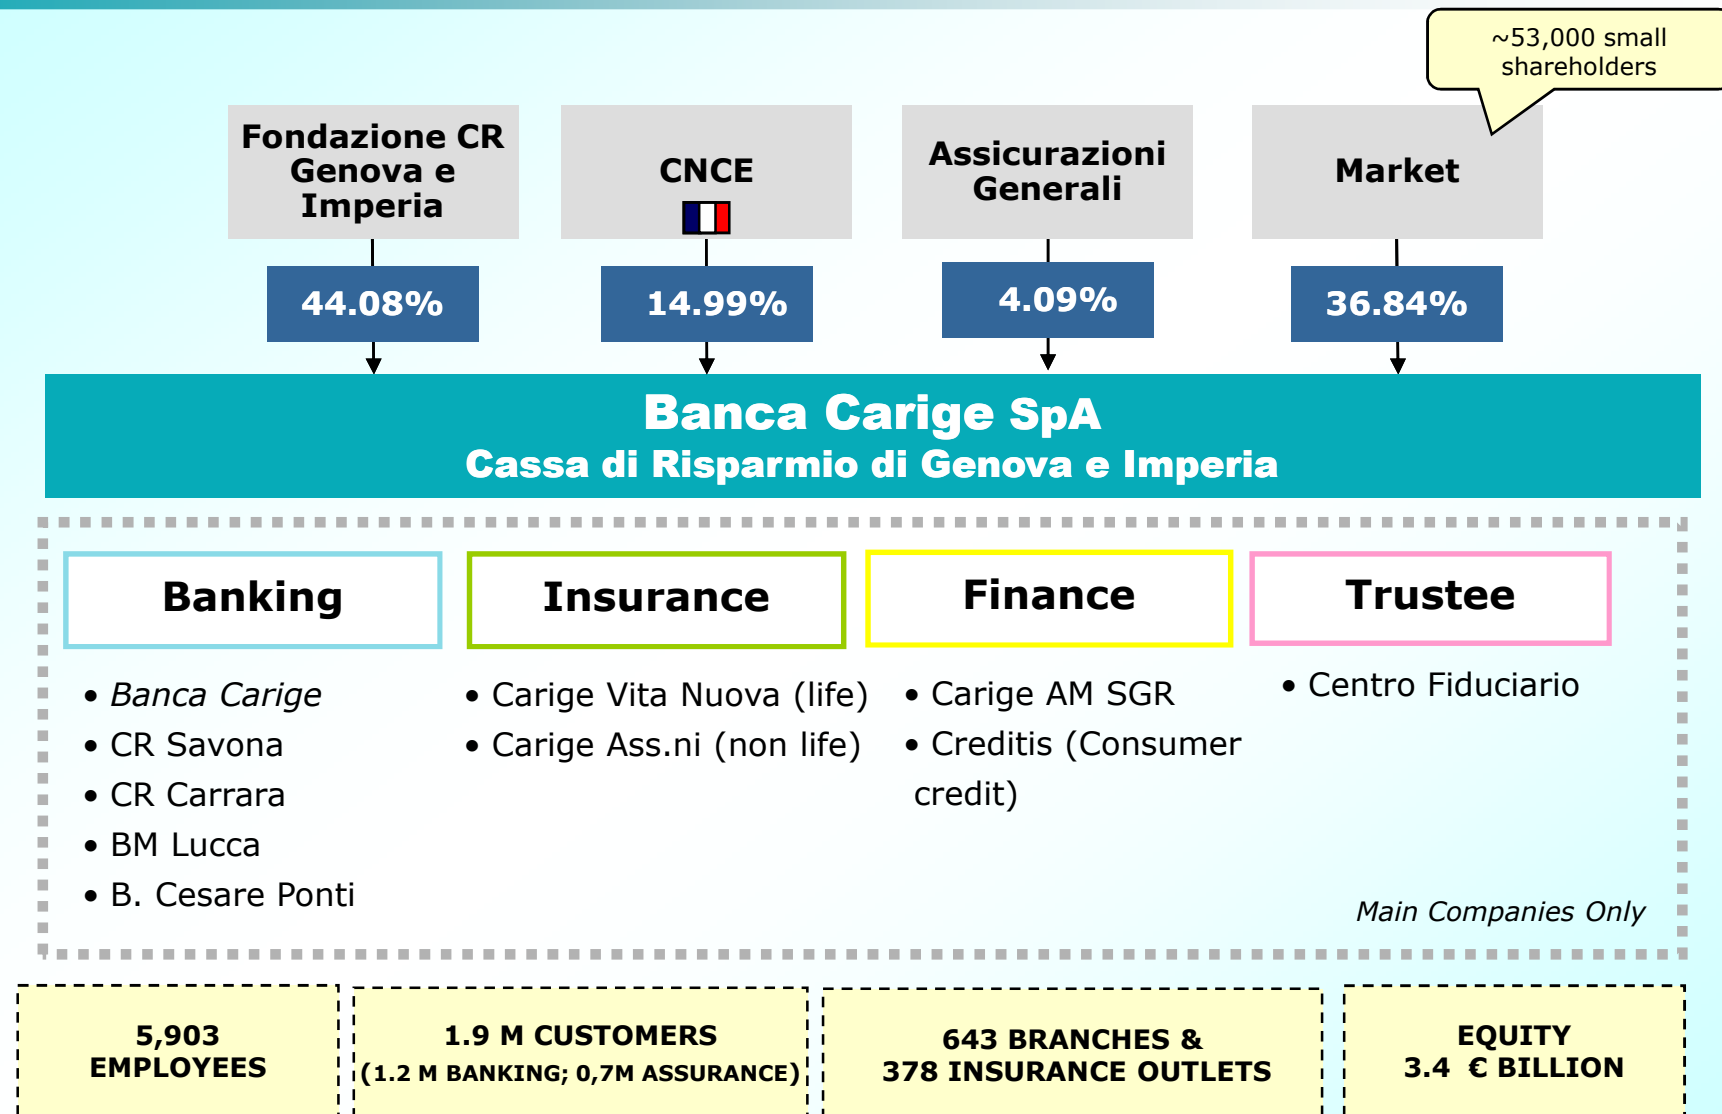 ~53,000 small
shareholders
Fondazione CR
Genova e
Imperia
CNCE
Assicurazioni
Generali
Market
44.08%
14.99%
4.09%
36.84%
Banca Carige SpA
Cassa di Risparmio di Genova e Imperia
Banking
Insurance
Finance
Trustee
• Banca Carige
• CR Savona
• CR Carrara
• BM Lucca
• B. Cesare Ponti
• Carige Vita Nuova (life)
• Carige Ass.ni (non life)
• Carige AM SGR
• Creditis (Consumer
credit)
• Centro Fiduciario
Main Companies Only
5,903
EMPLOYEES
1.9 M CUSTOMERS
(1.2 M BANKING; 0,7M ASSURANCE)
643 BRANCHES &
378 INSURANCE OUTLETS
EQUITY
3.4 € BILLION